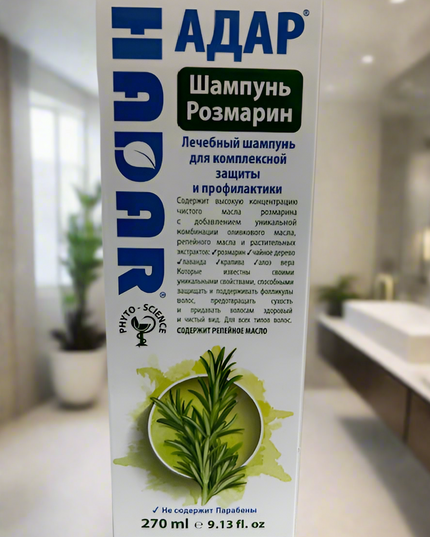 HADAR®
АДАР®
Шампунь
Розмарин
Лечебный шампунь
для комплексной
защиты
и профилактики
Содержит высокую концентрацию
чистого масла розмарина
с добавлением уникальной
комбинации оливкового масла,
репейного масла и растительных
экстрактов: ✓розмарин ✓чайное дерево
✓лаванда ✓крапива ✓алоэ вера
Которые известны своими
уникальными свойствами, способными
защищать и поддерживать фолликулы
волос, предотвращать сухость
и придавать волосам здоровый
и чистый вид. Для всех типов волос.
СОДЕРЖИТ РЕПЕЙНОЕ МАСЛО
PHYTO - SCIENCE
✓ Не содержит Парабены
270 ml e 9.13 fl. oz